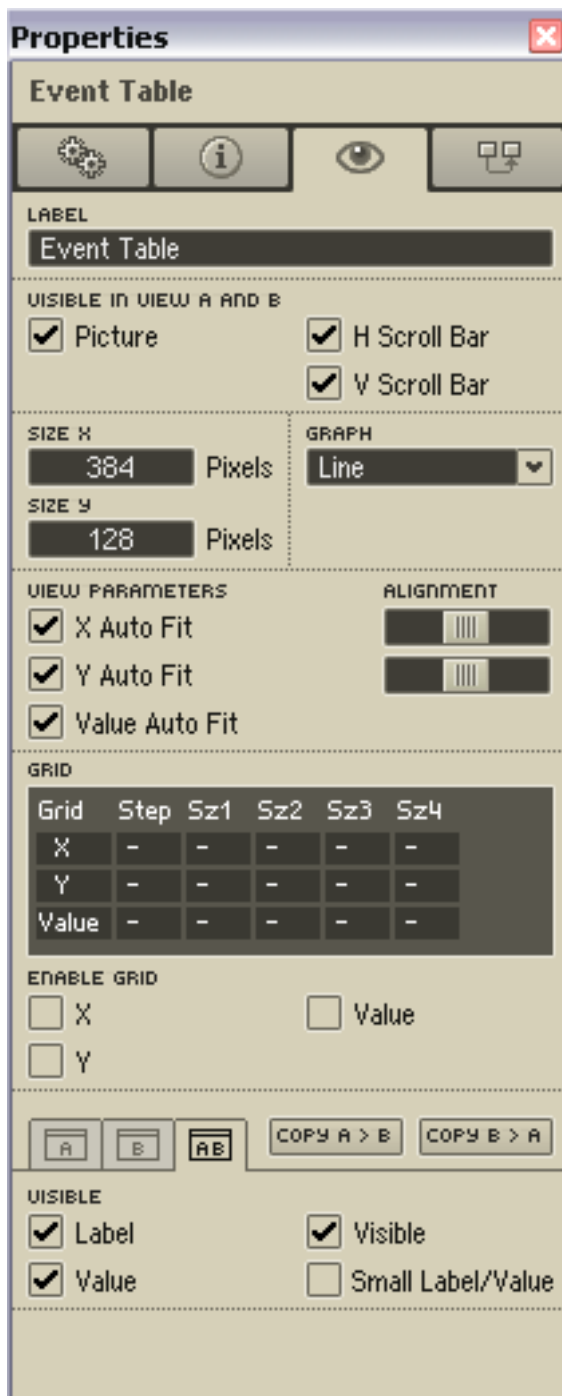 Properties
Event Table
LABEL
Event Table
VISIBLE IN VIEW A AND B
Picture
H Scroll Bar
V Scroll Bar
SIZE X
GRAPH
384 Pixels
Line
SIZE Y
128 Pixels
VIEW PARAMETERS
ALIGNMENT
X Auto Fit
Y Auto Fit
Value Auto Fit
GRID
Grid Step Sz1 Sz2 Sz3 Sz4
X - - - - -
Y - - - - -
Value - - - - -
ENABLE GRID
X
Value
Y
A B AB COPY A > B COPY B > A
VISIBLE
Label
Visible
Value
Small Label/Value